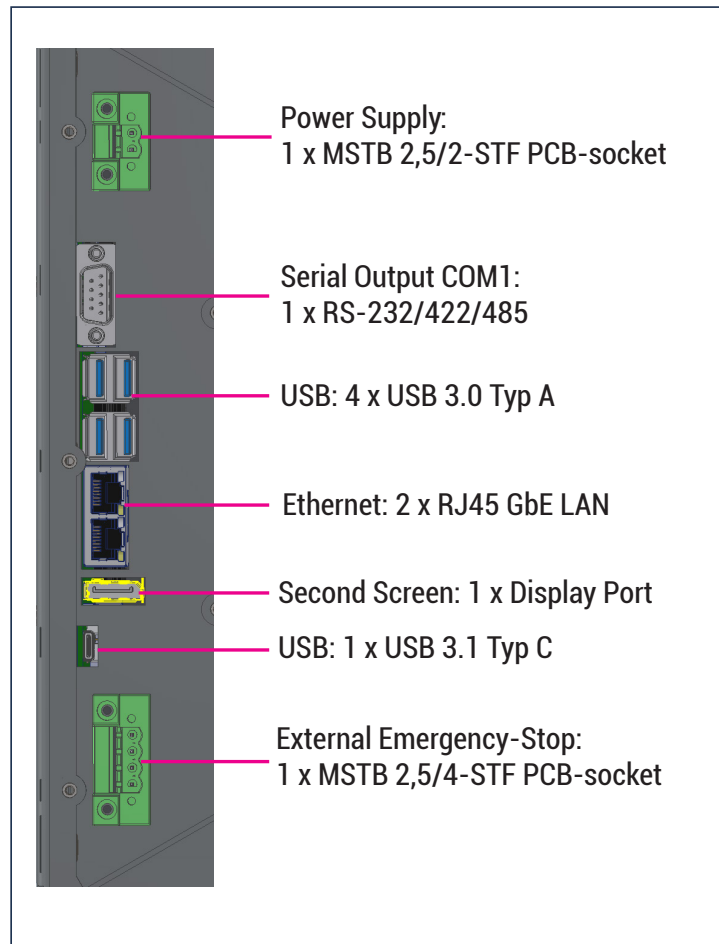 Power Supply:
1 x MSTB 2,5/2-STF PCB-socket
Serial Output COM1:
1 x RS-232/422/485
USB: 4 x USB 3.0 Typ A
Ethernet: 2 x RJ45 GbE LAN
Second Screen: 1 x Display Port
USB: 1 x USB 3.1 Typ C
External Emergency-Stop:
1 x MSTB 2,5/4-STF PCB-socket